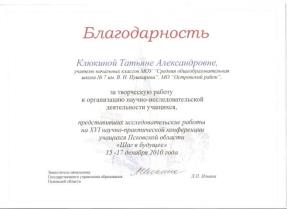 Благодарность
Клюкиной Татьяне Александровне,
учителю начальных классов МОУ "Средняя общеобразовательная
школа № 7 им. В. Н. Пушкарева", МО "Островский район",
за творческую работу
и организацию научно-исследовательской
деятельности учащихся,
представивших исследовательские работы
на XVI научно-практической конференции
учащихся Псковской области
«Шаг в будущее»
15 -17 декабря 2010 года
Заместитель начальника
Государственного управления образования
Псковской области